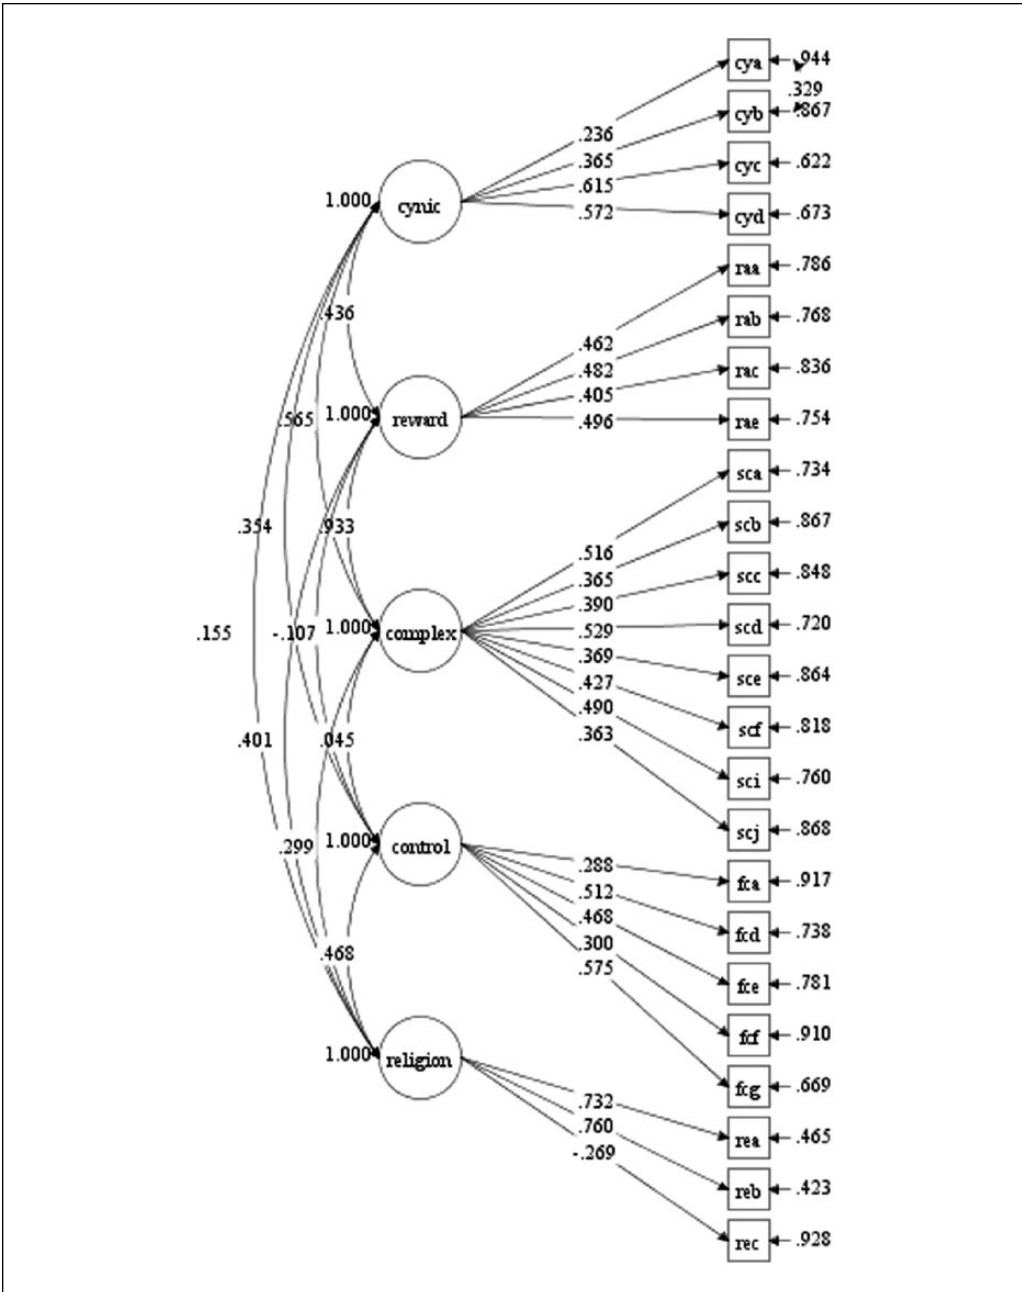 cya .944
.329
cyb .867
.236
.365
cyc .622
.615
1.000 cynic
.572
cyd .673
raa .786
.436
rab .768
.462
.482
rac .836
.405
1.000 reward
.565
.496
rae .754
sca .734
.354
.933
scb .867
.516
.365
scc .848
.390
.155
-.107
1.000 complex
.529
scd .720
.369
sce .864
.427
.490
scf .818
.363
.401
.045
sci .760
scj .868
.299
1.000 control
.288
fca .917
.512
.468
fcd .738
.300
.468
.575
fce .781
fcf .910
1.000 religion
fcg .669
.732
.760
rea .465
-.269
reb .423
rec .928